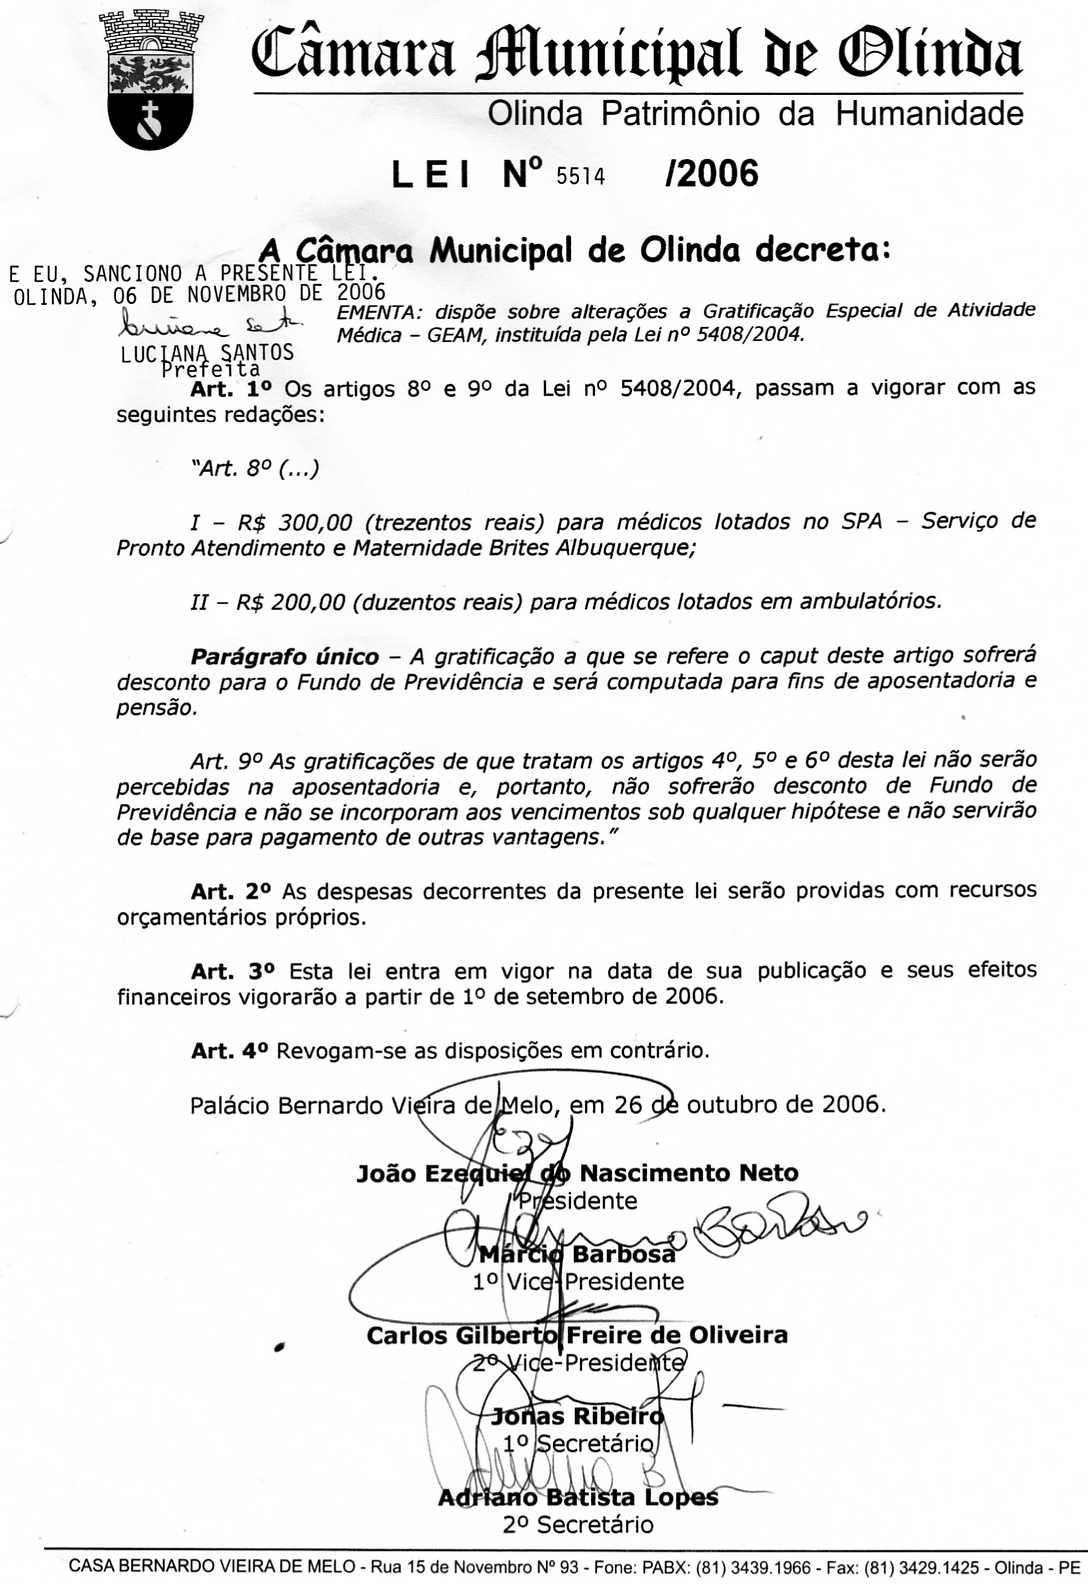 Câmara Municipal de Olinda
Olinda Patrimônio da Humanidade
LEI Nº 5514 /2006
A Câmara Municipal de Olinda decreta:
E EU, SANCIONO A PRESENTE LEI.
OLINDA, 06 DE NOVEMBRO DE 2006
LUCIANA SANTOS
Prefeita
EMENTA: dispõe sobre alterações a Gratificação Especial de Atividade
Médica – GEAM, instituída pela Lei nº 5408/2004.
Art. 1º Os artigos 8º e 9º da Lei nº 5408/2004, passam a vigorar com as
seguintes redações:
"Art. 8º (...)
I – R$ 300,00 (trezentos reais) para médicos lotados no SPA – Serviço de
Pronto Atendimento e Maternidade Brites Albuquerque;
II – R$ 200,00 (duzentos reais) para médicos lotados em ambulatórios.
Parágrafo único – A gratificação a que se refere o caput deste artigo sofrerá
desconto para o Fundo de Previdência e será computada para fins de aposentadoria e
pensão.
Art. 9º As gratificações de que tratam os artigos 4º, 5º e 6º desta lei não serão
percebidas na aposentadoria e, portanto, não sofrerão desconto de Fundo de
Previdência e não se incorporam aos vencimentos sob qualquer hipótese e não servirão
de base para pagamento de outras vantagens."
Art. 2º As despesas decorrentes da presente lei serão providas com recursos
orçamentários próprios.
Art. 3º Esta lei entra em vigor na data de sua publicação e seus efeitos
financeiros vigorarão a partir de 1º de setembro de 2006.
Art. 4º Revogam-se as disposições em contrário.
Palácio Bernardo Vieira de Melo, em 26 de outubro de 2006.
João Ezequiel do Nascimento Neto
Presidente
Márcio Barbosa
1º Vice-Presidente
Carlos Gilberto Freire de Oliveira
2º Vice-Presidente
Jonas Ribeiro
1º Secretário
Adriano Batista Lopes
2º Secretário
CASA BERNARDO VIEIRA DE MELO - Rua 15 de Novembro Nº 93 - Fone: PABX: (81) 3439.1966 - Fax: (81) 3429.1425 - Olinda - PE